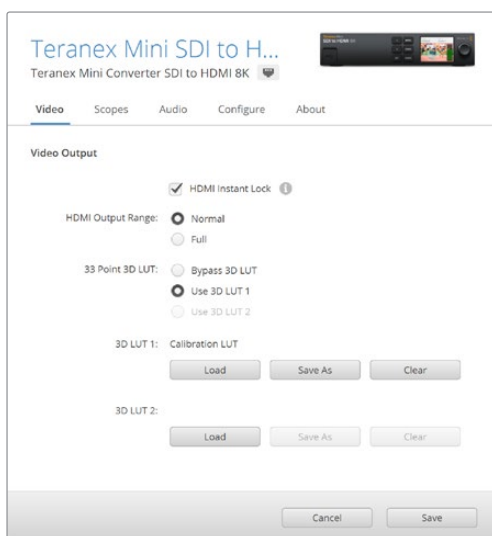 Teranex Mini SDI to H...
Teranex Mini Converter SDI to HDMI 8K
Video Scopes Audio Configure About
Video Output
HDMI Instant Lock
HDMI Output Range: Normal
Full
33 Point 3D LUT: Bypass 3D LUT
Use 3D LUT 1
Use 3D LUT 2
3D LUT 1: Calibration LUT
Load Save As Clear
3D LUT 2:
Load Save As Clear
Cancel Save